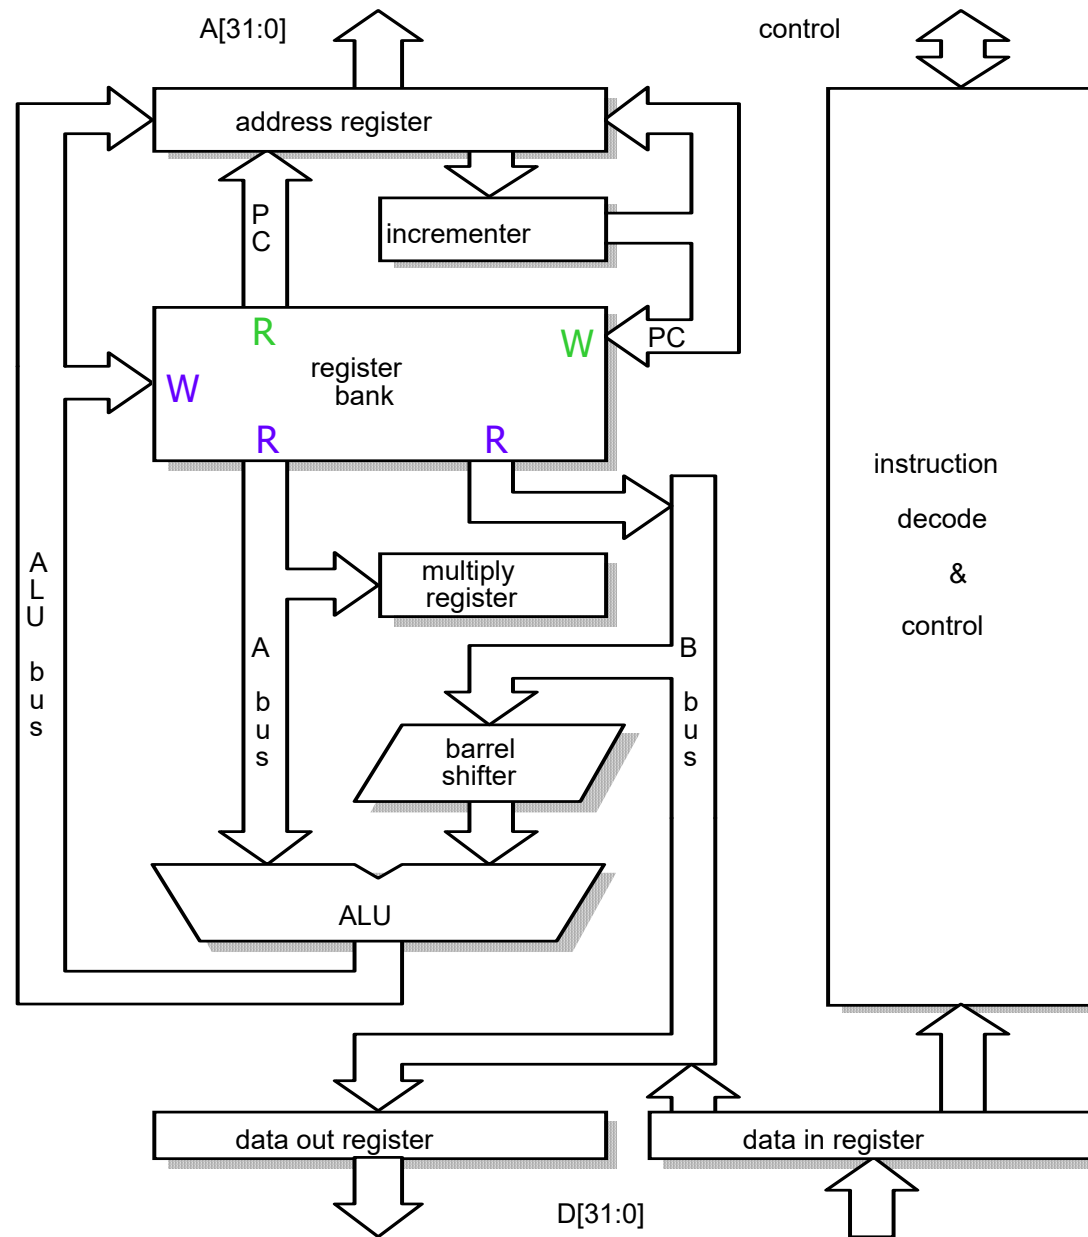 A[31:0]
control
address register
P
C
incrementer
R
W
PC
register
bank
W
R
R
instruction
decode
&
control
A
L
U
b
u
s
multiply
register
A
b
u
s
B
b
u
s
barrel
shifter
ALU
data out register
data in register
D[31:0]